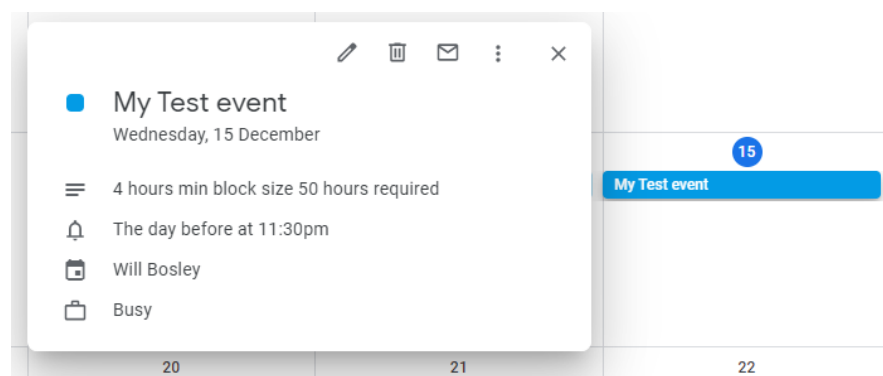 My Test event
Wednesday, 15 December
15
My Test event
4 hours min block size 50 hours required
The day before at 11:30pm
Will Bosley
Busy
20
21
22